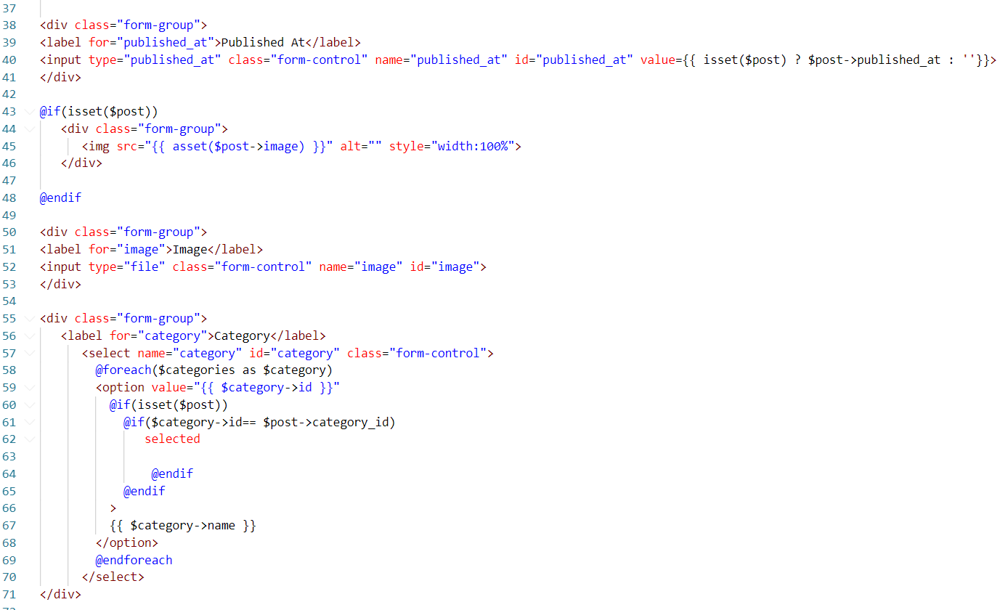 37
38 <div class="form-group">
39 <label for="published_at">Published At</label>
40 <input type="published_at" class="form-control" name="published_at" id="published_at" value={{ isset($post) ? $post->published_at : ''}}>
41 </div>
42
43 @if(isset($post))
44 <div class="form-group">
45 <img src="{{ asset($post->image) }}" alt="" style="width:100%">
46 </div>
47
48 @endif
49
50 <div class="form-group">
51 <label for="image">Image</label>
52 <input type="file" class="form-control" name="image" id="image">
53 </div>
54
55 <div class="form-group">
56 <label for="category">Category</label>
57 <select name="category" id="category" class="form-control">
58 @foreach($categories as $category)
59 <option value="{{ $category->id }}"
60 @if(isset($post))
61 @if($category->id== $post->category_id)
62 selected
63
64 @endif
65 @endif
66 >
67 {{ $category->name }}
68 </option>
69 @endforeach
70 </select>
71 </div>